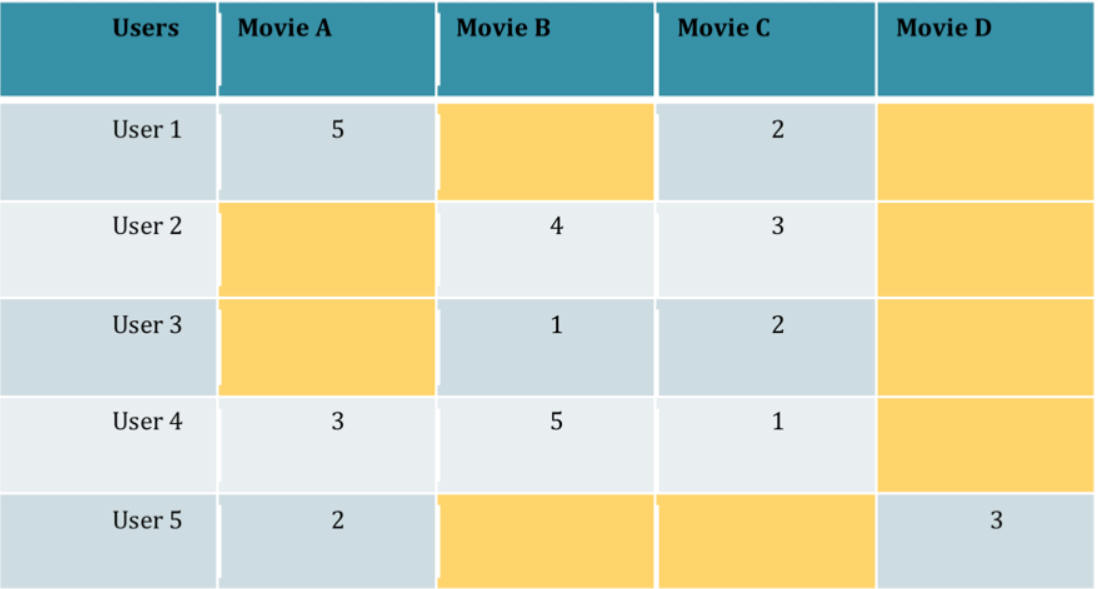 Users Movie A Movie B Movie C Movie D
User 1 5 2
User 2 4 3
User 3 1 2
User 4 3 5 1
User 5 2 3